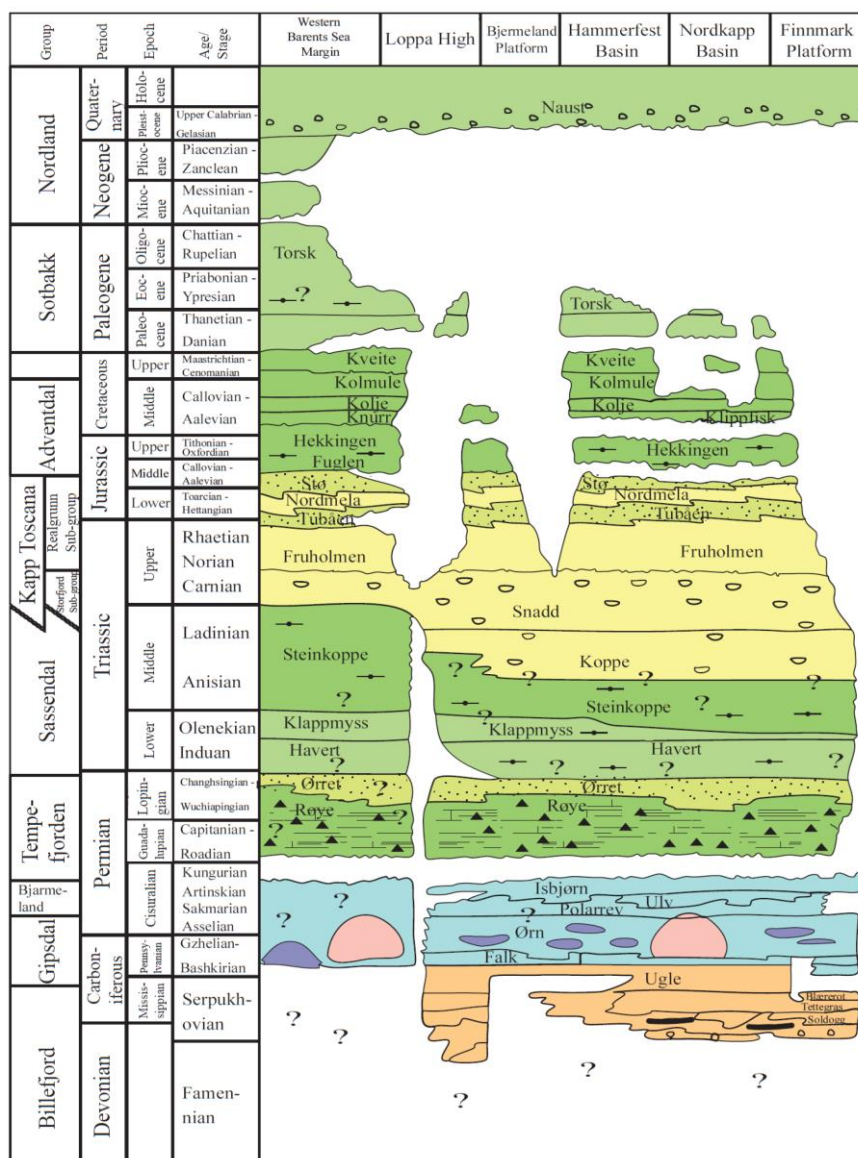 Group
Period
Epoch
Age/
Stage
Western
Barents Sea
Margin
Loppa High
Bjermeland
Platform
Hammerfest
Basin
Nordkapp
Basin
Finnmark
Platform
Nordland
Sotbakk
Adventdal
Kapp Toscana
Realgrunn
Sub-group
Storfjord
Sub-group
Sassendal
Tempe-
fjorden
Bjarme-
land
Gipsdal
Billefjord
Quater-
nary
Neogene
Paleogene
Cretaceous
Jurassic
Triassic
Permian
Carbon-
iferous
Devonian
Holo-
cene
Pleist-
ocene
Plioc-
ene
Mioc-
ene
Oligo-
cene
Eoc-
ene
Paleo-
cene
Upper
Middle
Upper
Middle
Lower
Upper
Middle
Lower
Lopin-
gian
Guada-
lupian
Cisuralian
Pennsy-
lvanian
Missis-
sippian
Upper Calabrian -
Gelasian
Piacenzian -
Zanclean
Messinian -
Aquitanian
Chattian -
Rupelian
Priabonian -
Ypresian
Thanetian -
Danian
Maastrichtian -
Cenomanian
Callovian -
Aalevian
Tithonian -
Oxfordian
Callovian -
Aalevian
Toarcian -
Hettangian
Rhaetian
Norian
Carnian
Ladinian
Anisian
Olenekian
Induan
Changhsingian -
Wuchiapingian
Capitanian -
Roadian
Kungurian
Artinskian
Sakmarian
Asselian
Gzhelian-
Bashkirian
Serpukh-
ovian
Famen-
nian
Naust
Torsk
?
Torsk
Kveite
Kveite
Kolmule
Kolmule
Kolje
Kolje
Knurr
Klippfisk
Hekkingen
Hekkingen
Fuglen
Stø
Stø
Nordmela
Nordmela
Tubåen
Tubåen
Fruholmen
Fruholmen
Snadd
Koppe
? ? ? ?
Steinkoppe
Steinkoppe
?
Klappmyss
? Klappmyss
Havert
Havert
? ? ? ?
Ørret
Ørret
?
Røye
Røye
? ?
Isbjørn
Ulv
Polarrev
? ? ?
Ørn
Falk
Ugle
Blærerot
Tettegras
Soldogg
? ?
? ? ?